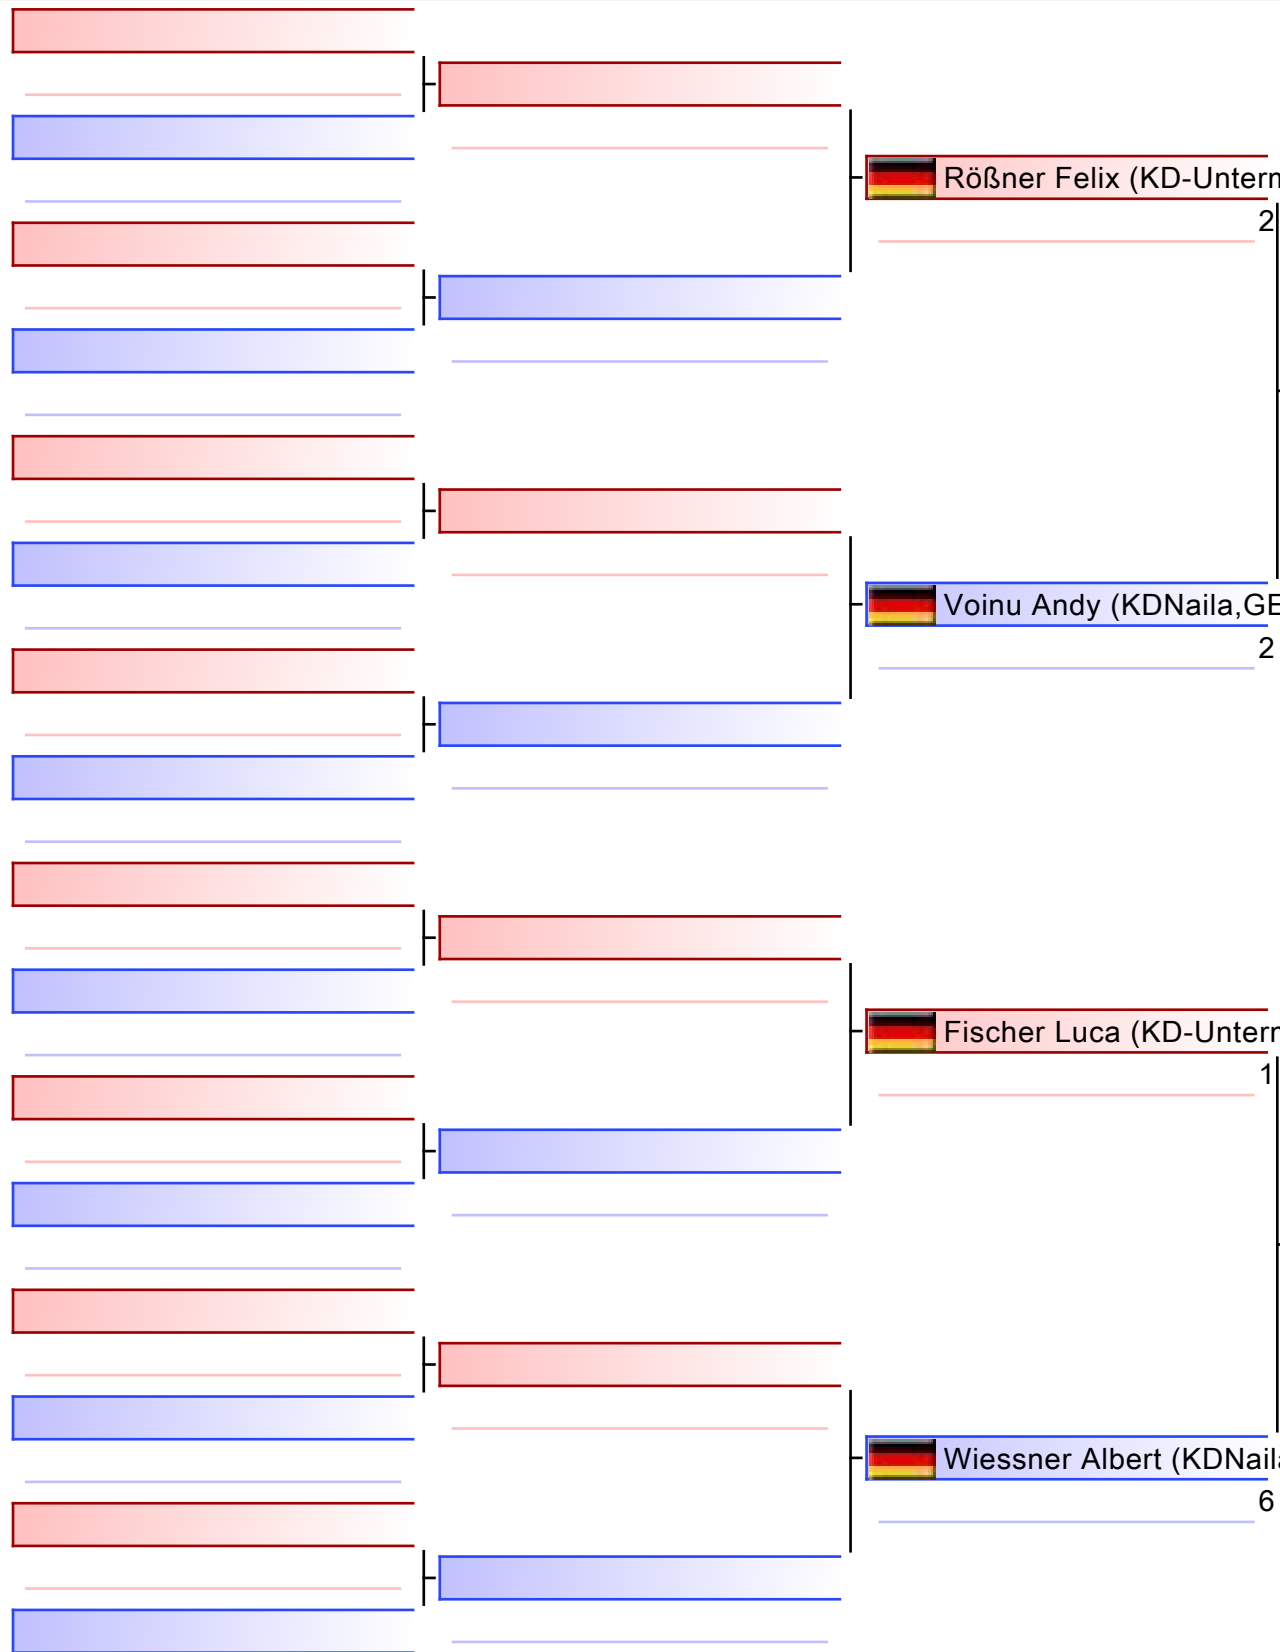 Rößner Felix (KD-Untern
2
Voinu Andy (KDNaila,GE
2
Fischer Luca (KD-Untern
1
Wiessner Albert (KDNaila
6